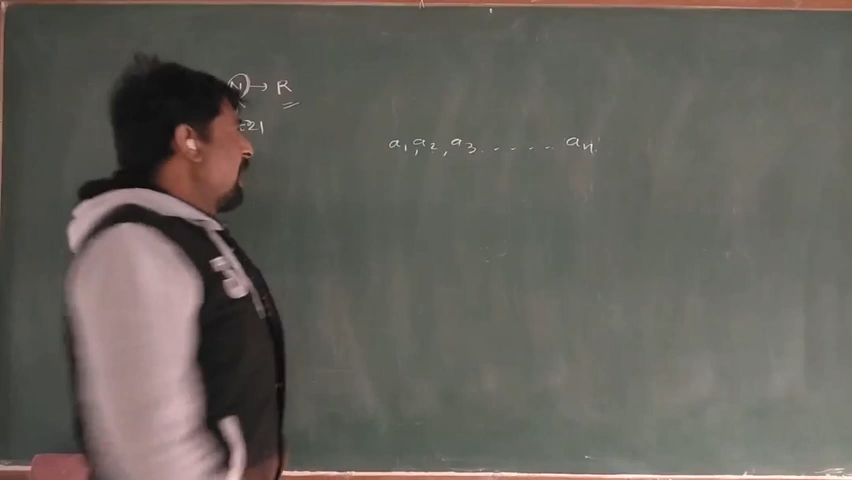 N → R
a₁, a₂, a₃ . . . . . . aₙ.